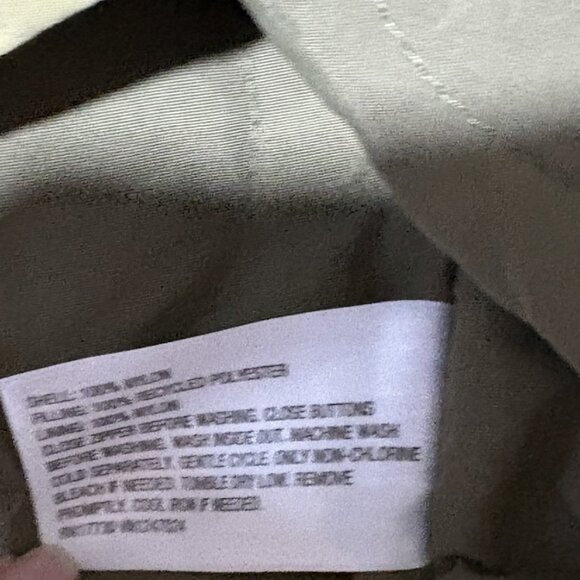 SHELL: 100% NYLON
FILLING: 100% RECYCLED POLYESTER
LINING: 100% NYLON
CLOSE ZIPPER BEFORE WASHING. CLOSE BUTTONS
BEFORE WASHING. WASH INSIDE OUT. MACHINE WASH
COLD SEPARATELY. GENTLE CYCLE. ONLY NON-CHLORINE
BLEACH IF NEEDED. TUMBLE DRY LOW. REMOVE
PROMPTLY. COOL IRON IF NEEDED.